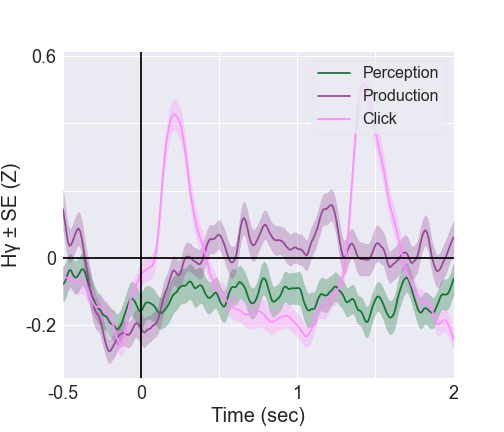 0.6
Perception
Production
Click
Hγ ± SE (Z)
0
-0.2
-0.5
0
1
2
Time (sec)